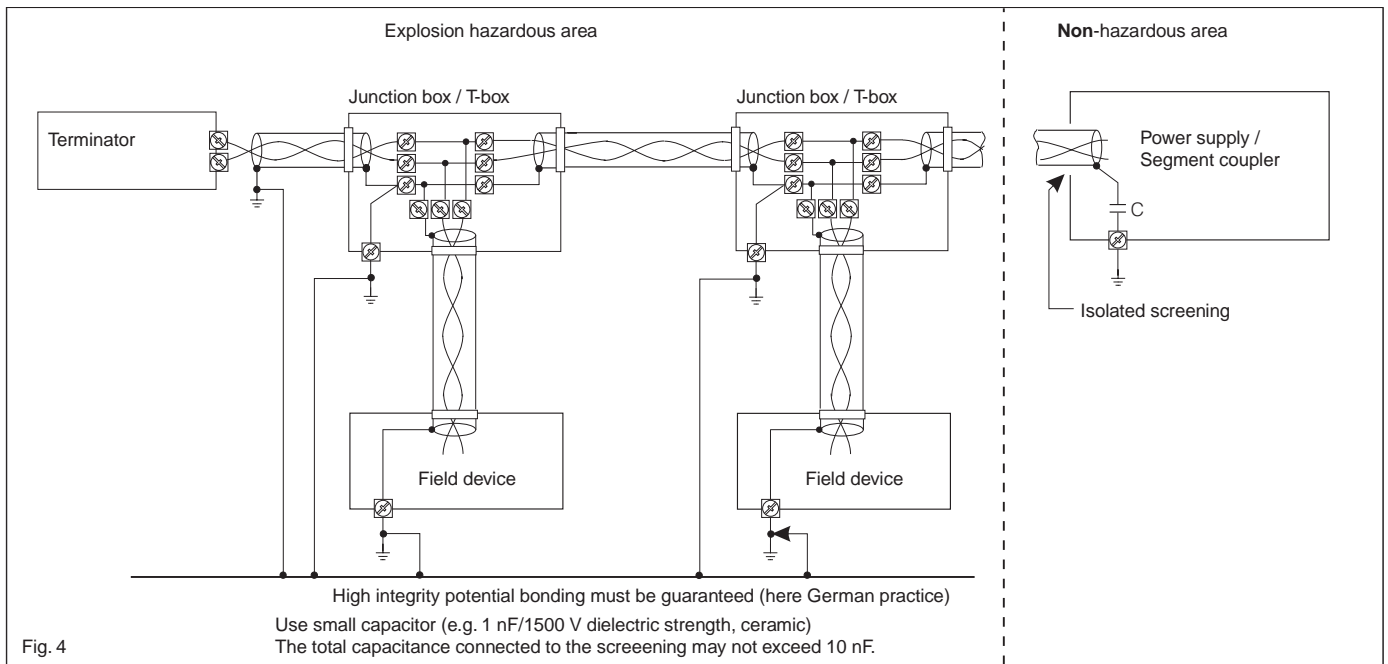 Explosion hazardous area
Non-hazardous area
Junction box / T-box
Junction box / T-box
Terminator
Power supply /
Segment coupler
C
Isolated screening
Field device
Field device
High integrity potential bonding must be guaranteed (here German practice)
Use small capacitor (e.g. 1 nF/1500 V dielectric strength, ceramic)
Fig. 4
The total capacitance connected to the screeening may not exceed 10 nF.